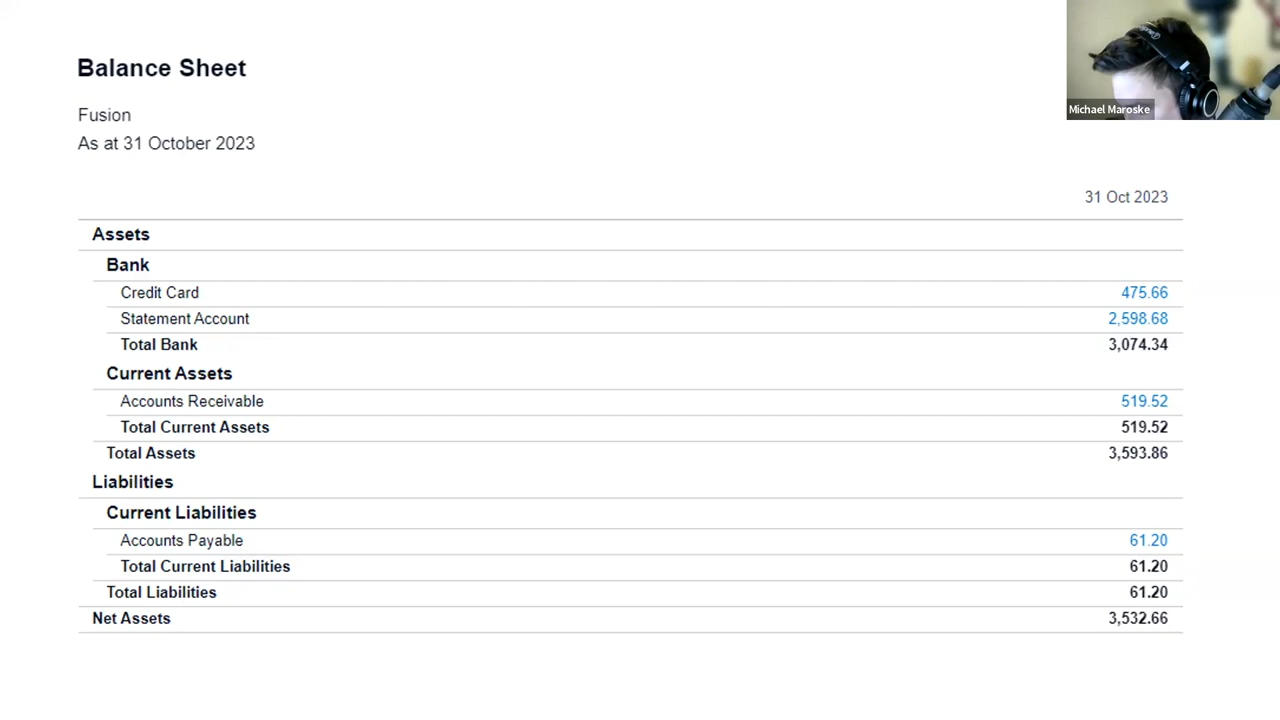 Balance Sheet
Fusion
As at 31 October 2023
Michael Maroske
31 Oct 2023
Assets
Bank
Credit Card 475.66
Statement Account 2,598.68
Total Bank 3,074.34
Current Assets
Accounts Receivable 519.52
Total Current Assets 519.52
Total Assets 3,593.86
Liabilities
Current Liabilities
Accounts Payable 61.20
Total Current Liabilities 61.20
Total Liabilities 61.20
Net Assets 3,532.66